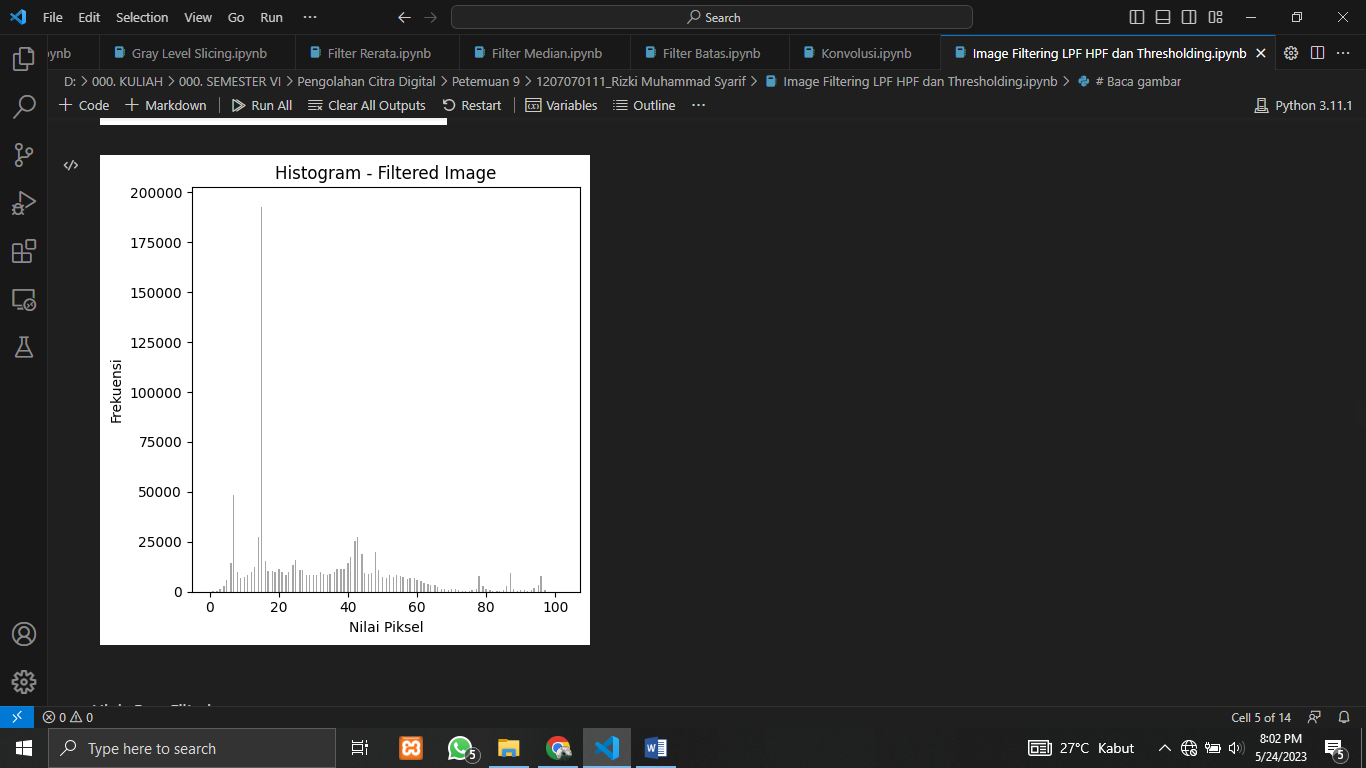 File Edit Selection View Go Run ··· Search
ynb Gray Level Slicing.ipynb Filter Rerata.ipynb Filter Median.ipynb Filter Batas.ipynb Konvolusi.ipynb Image Filtering LPF HPF dan Thresholding.ipynb
D: > 000. KULIAH > 000. SEMESTER VI > Pengolahan Citra Digital > Petemuan 9 > 1207070111_Rizki Muhammad Syarif > Image Filtering LPF HPF dan Thresholding.ipynb > # Baca gambar
Code Markdown Run All Clear All Outputs Restart Variables Outline ··· Python 3.11.1
Histogram - Filtered Image
200000
175000
150000
125000
100000
75000
50000
25000
0
Frekuensi
0 20 40 60 80 100
Nilai Piksel
0 0 Cell 5 of 14
Type here to search 5 27°C Kabut 8:02 PM
5/24/2023 5